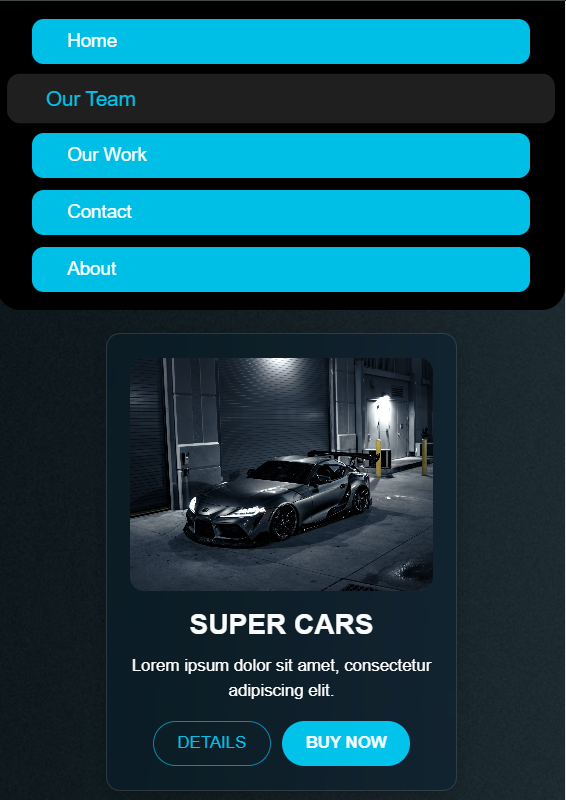 Home
Our Team
Our Work
Contact
About
SUPER CARS
Lorem ipsum dolor sit amet, consectetur
adipiscing elit.
DETAILS
BUY NOW